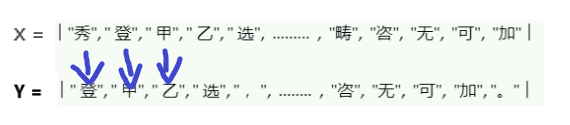 X = | "秀", " 登", " 甲", " 乙", " 选", ......... , "畴", "咨", "无", "可", "加" |
Y = | " 登", " 甲", " 乙", " 选", " ， ", ........ , "咨", "无", "可", "加", "。" |